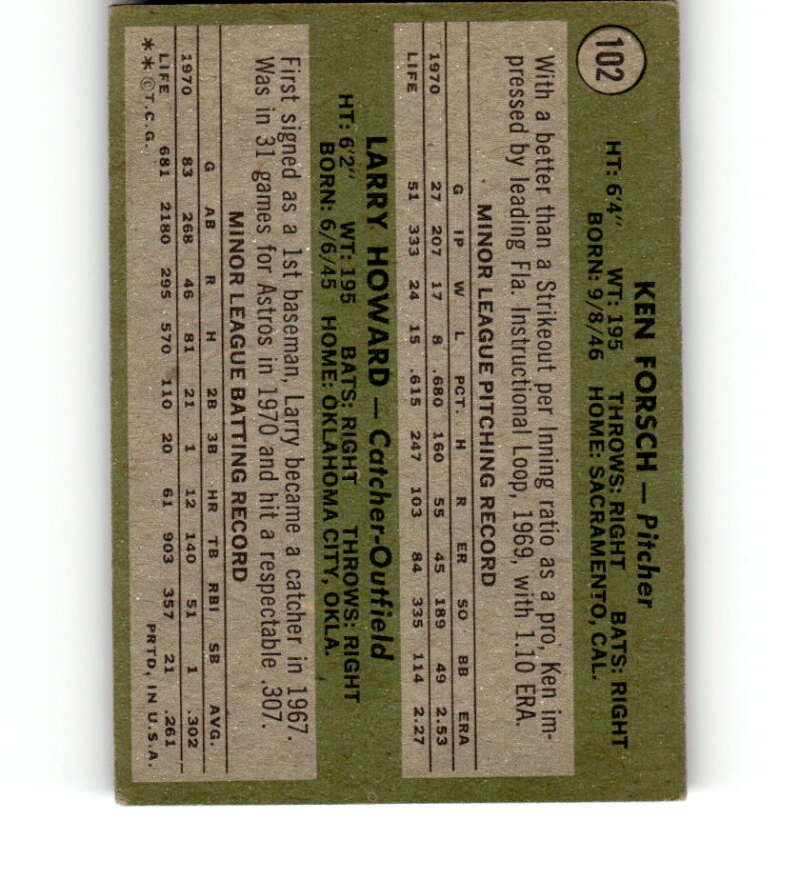 102
KEN FORSCH — Pitcher
HT: 6'4" WT: 195 THROWS: RIGHT BATS: RIGHT
BORN: 9/8/46 HOME: SACRAMENTO, CAL.
With a better than a Strikeout per Inning ratio as a pro, Ken im-
pressed by leading Fla. Instructional Loop, 1969, with 1.10 ERA.
MINOR LEAGUE PITCHING RECORD
G IP W L PCT. H R ER SO BB ERA
1970 27 207 17 8 .680 160 55 45 189 49 2.53
LIFE 51 333 24 15 .615 247 103 84 335 114 2.27
LARRY HOWARD — Catcher-Outfield
HT: 6'2" WT: 195 BATS: RIGHT THROWS: RIGHT
BORN: 6/6/45 HOME: OKLAHOMA CITY, OKLA.
First signed as a 1st baseman, Larry became a catcher in 1967.
Was in 31 games for Astros in 1970 and hit a respectable .307.
MINOR LEAGUE BATTING RECORD
G AB R H 2B 3B HR TB RBI SB AVG.
1970 83 268 46 81 21 1 12 140 51 1 .302
LIFE 681 2180 295 570 110 20 61 903 357 21 .261
**©T.C.G. PRTD. IN U.S.A.